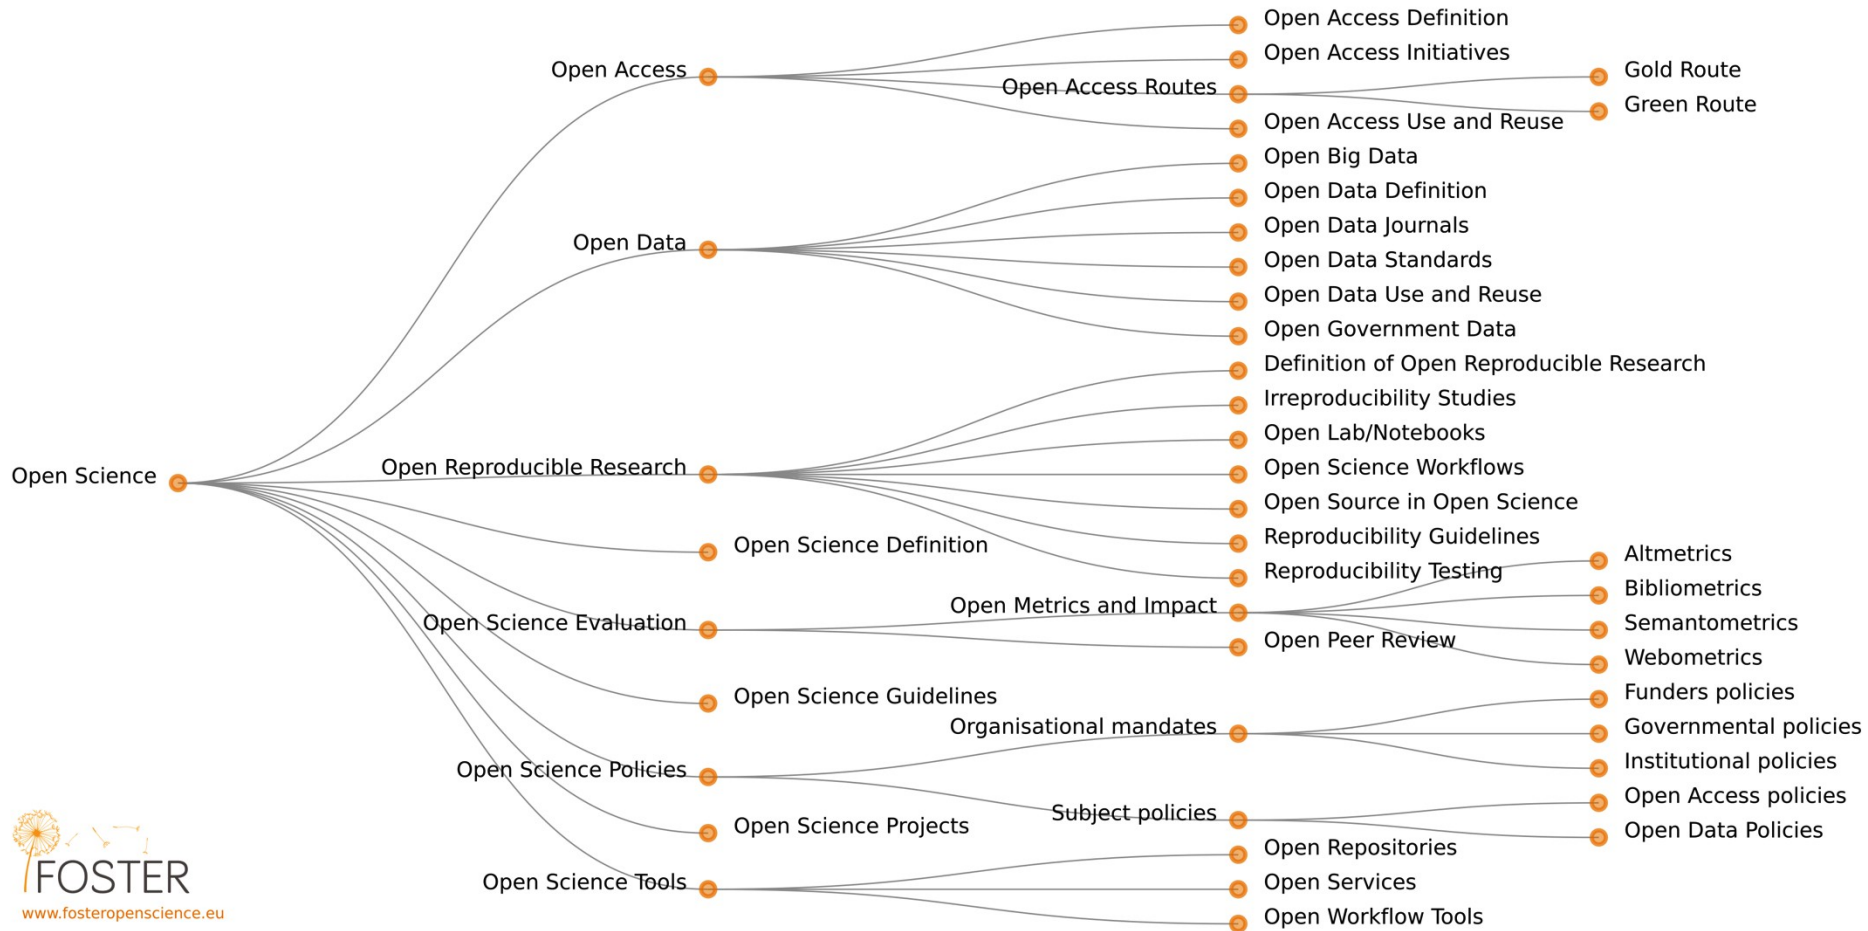 Open Science
Open Access
Open Access Definition
Open Access Initiatives
Open Access Routes
Gold Route
Green Route
Open Access Use and Reuse
Open Data
Open Big Data
Open Data Definition
Open Data Journals
Open Data Standards
Open Data Use and Reuse
Open Government Data
Open Reproducible Research
Definition of Open Reproducible Research
Irreproducibility Studies
Open Lab/Notebooks
Open Science Workflows
Open Source in Open Science
Reproducibility Guidelines
Reproducibility Testing
Open Science Definition
Open Science Evaluation
Open Metrics and Impact
Altmetrics
Bibliometrics
Semantometrics
Webometrics
Open Peer Review
Open Science Guidelines
Open Science Policies
Organisational mandates
Funders policies
Governmental policies
Institutional policies
Subject policies
Open Access policies
Open Data Policies
Open Science Projects
Open Science Tools
Open Repositories
Open Services
Open Workflow Tools
FOSTER
www.fosteropenscience.eu